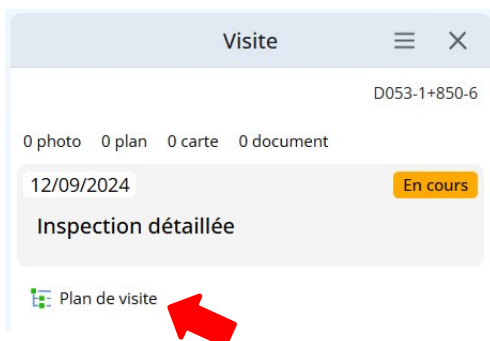 Visite
D053-1+850-6
0 photo 0 plan 0 carte 0 document
12/09/2024 En cours
Inspection détaillée
Plan de visite